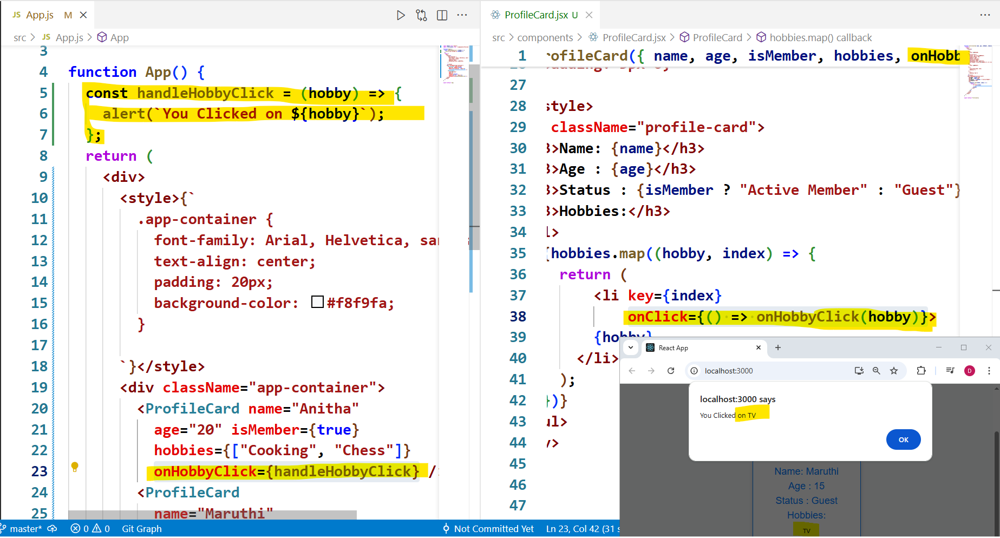 JS App.js M
src > JS App.js > App
3
4 function App() {
5 const handleHobbyClick = (hobby) => {
6 alert(`You Clicked on ${hobby}`);
7 };
8 return (
9 <div>
10 <style>{`
11 .app-container {
12 font-family: Arial, Helvetica, sa
13 text-align: center;
14 padding: 20px;
15 background-color: #f8f9fa;
16 }
17
18 `}</style>
19 <div className="app-container">
20 <ProfileCard name="Anitha"
21 age="20" isMember={true}
22 hobbies={["Cooking", "Chess"]}
23 onHobbyClick={handleHobbyClick} /
24 <ProfileCard
25 name="Maruthi"
master* 0 0 Git Graph
ProfileCard.jsx U
src > components > ProfileCard.jsx > ProfileCard > hobbies.map() callback
1 rofileCard({ name, age, isMember, hobbies, onHobb
27
28 style>
29 className="profile-card">
30 3>Name: {name}</h3>
31 3>Age : {age}</h3>
32 3>Status : {isMember ? "Active Member" : "Guest"}
33 3>Hobbies:</h3>
34 l>
35 {hobbies.map((hobby, index) => {
36 return (
37 <li key={index}
38 onClick={() => onHobbyClick(hobby)}>
39 {hobby}
40 </li>
41 );
42 })}
43 ul>
44 v>
45
46
47
Not Committed Yet Ln 23, Col 42 (31 s
React App
localhost:3000
D
localhost:3000 says
You Clicked on TV
OK
Name: Maruthi
Age : 15
Status : Guest
Hobbies:
TV